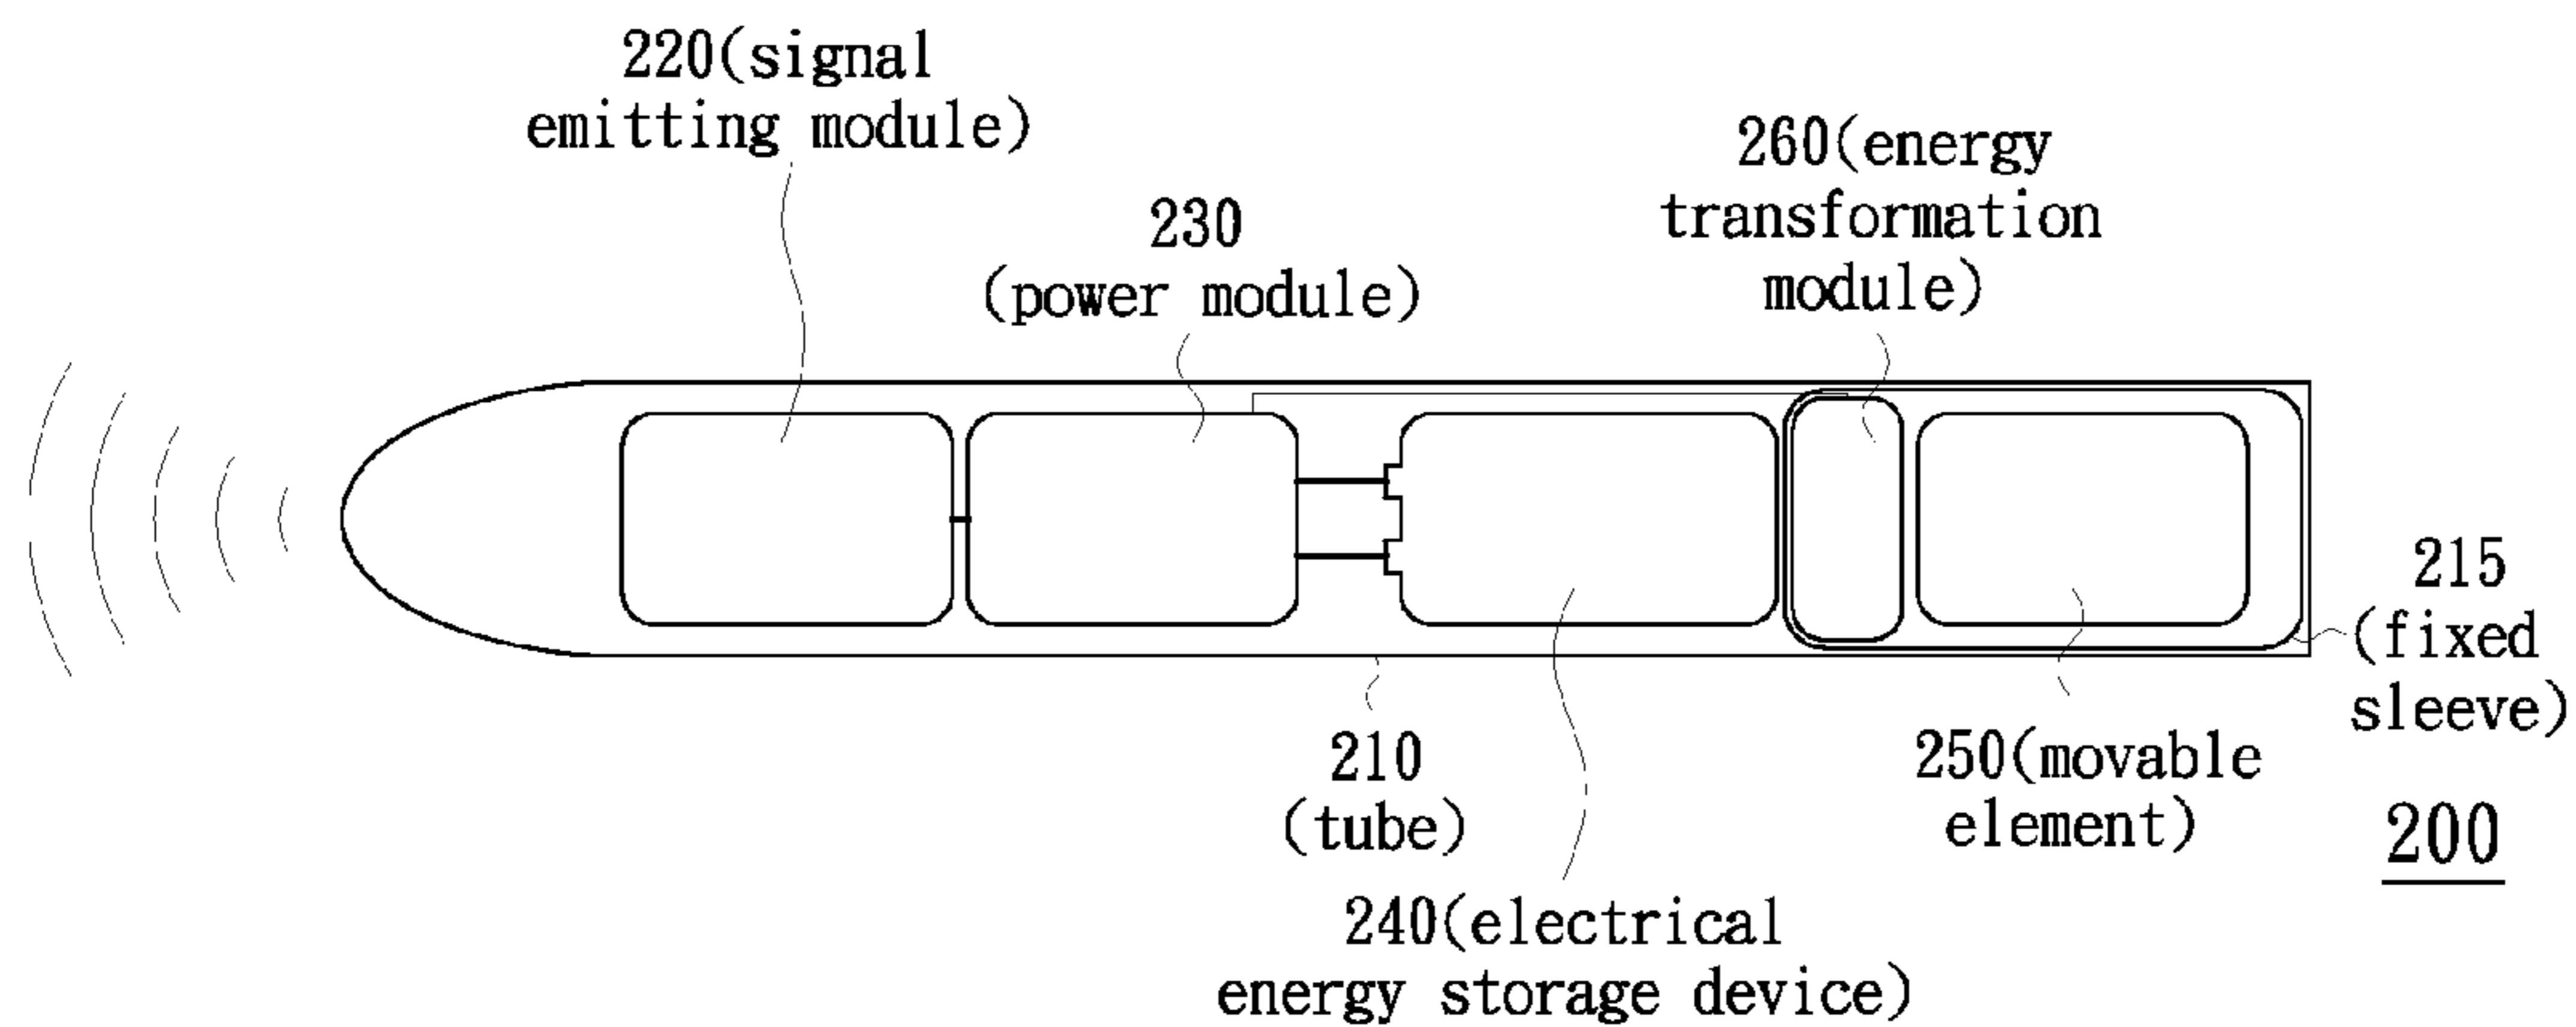 220(signal
emitting module)
230
(power module)
260(energy
transformation
module)
215
(fixed
sleeve)
210
(tube)
250(movable
element)
240(electrical
energy storage device)
200